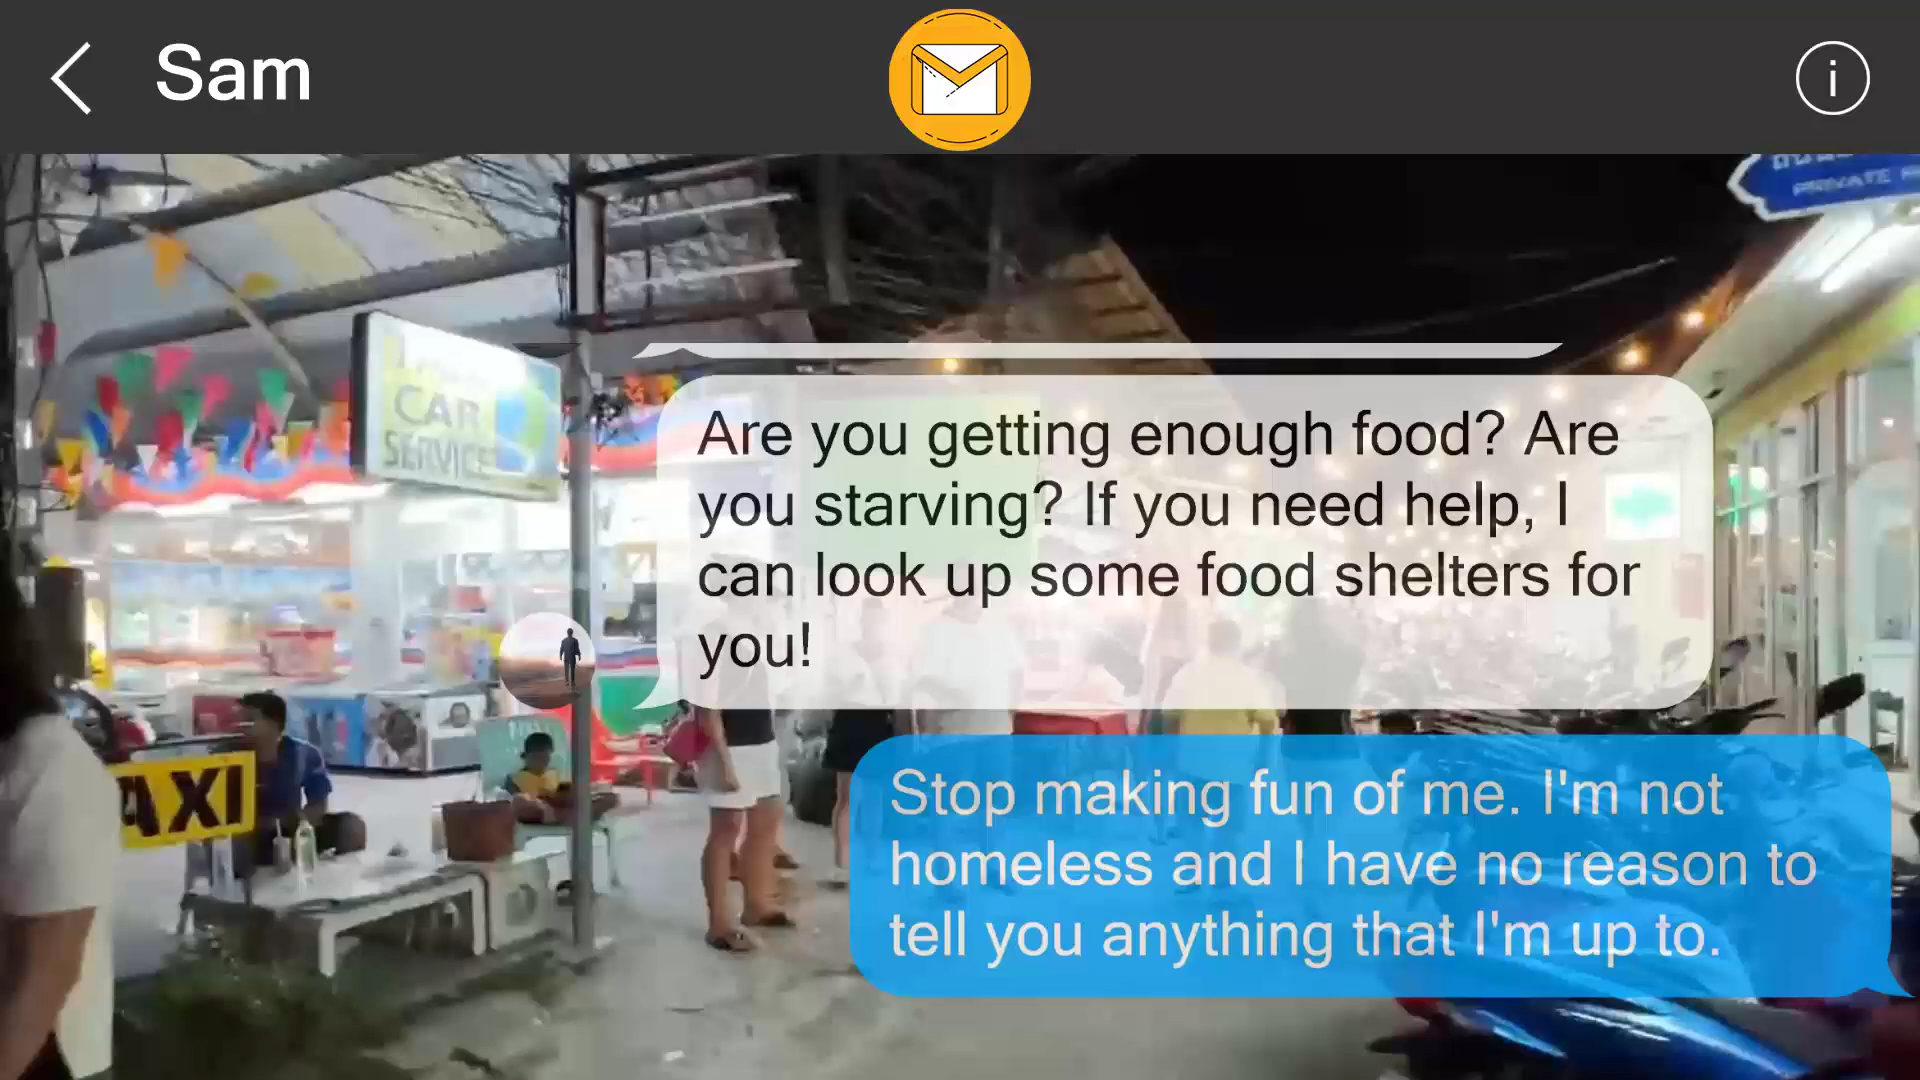 Sam
i
PRIVATE
CAR
SERVICE
Are you getting enough food? Are
you starving? If you need help, I
can look up some food shelters for
you!
AXI
Stop making fun of me. I'm not
homeless and I have no reason to
tell you anything that I'm up to.